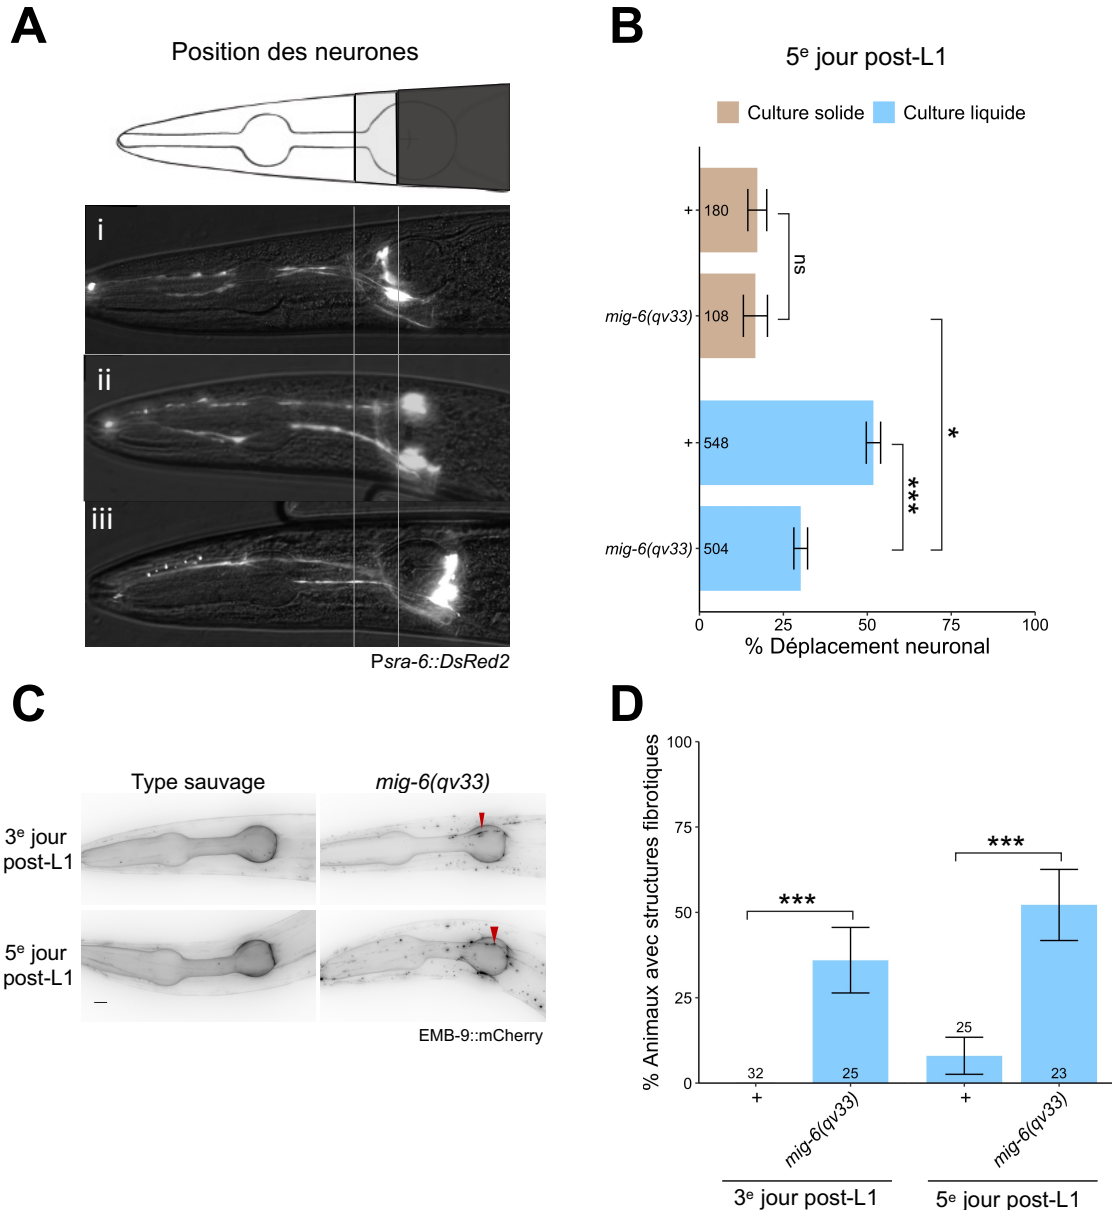 A
Position des neurones
i
ii
iii
Psra-6::DsRed2
B
5e jour post-L1
Culture solide
Culture liquide
+
180
ns
mig-6(qv33)
108
*
+
548
***
mig-6(qv33)
504
0
25
50
75
100
% Déplacement neuronal
C
Type sauvage
mig-6(qv33)
3e jour
post-L1
5e jour
post-L1
EMB-9::mCherry
D
% Animaux avec structures fibrotiques
100
75
50
25
0
***
***
32
25
25
23
+
mig-6(qv33)
+
mig-6(qv33)
3e jour post-L1
5e jour post-L1